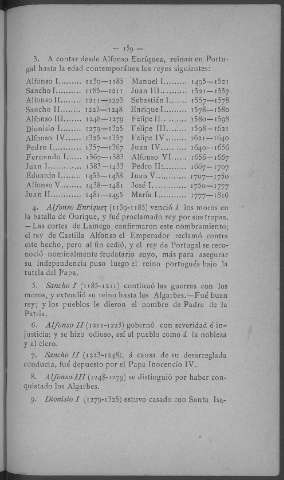 — 159 —
3. A contar desde Alfonso Enríquez, reinan en Portu-
gal hasta la edad contemporánea los reyes siguientes:
Alfonso I......... 1139—1185 Manuel I........ 1495—1521
Sancho I.......... 1185—1211 Juan III........ 1521—1557
Alfonso II........ 1211—1223 Sebastián I..... 1557—1578
Sancho II........ 1223—1248 Enrique I....... 1578—1580
Alfonso III....... 1248—1279 Felipe II....... 1580—1598
Dionisio I........ 1279—1325 Felipe III...... 1598—1621
Alfonso IV........ 1325—1357 Felipe IV....... 1621—1640
Pedro I........... 1357—1367 Juan IV......... 1640—1656
Fernando I...... 1367—1383 Alfonso VI..... 1656—1667
Juan I............ 1383—1433 Pedro II........ 1667—1707
Eduardo I........ 1433—1438 Juan V.......... 1707—1750
Alfonso V........ 1438—1481 José I.......... 1750—1777
Juan II........... 1481—1495 María I......... 1777—1816
4. Alfonso Enríquez (1139-1185) venció á los moros en
la batalla de Ourique, y fué proclamado rey por sus tropas.
—Las cortes de Lamego confirmaron este nombramiento;
el rey de Castilla Alfonso el Emperador reclamó contra
este hecho, pero al fin cedió, y el rey de Portugal se reco-
noció nominalmente feudatario suyo, más para asegurar
su independencia puso luego el reino portugués bajo la
tutela del Papa.
5. Sancho I (1185-1211) continuó las guerras con los
moros, y extendió su reino hasta los Algarbes.—Fué buen
rey; y los pueblos le dieron el nombre de Padre de la
Patria.
6. Alfonso II (1211-1223) gobernó con severidad é in-
justicia; y se hizo odioso, así al pueblo como á la nobleza
y al clero.
7. Sancho II (1223-1248), á causa de su desarreglada
conducta, fué depuesto por el Papa Inocencio IV.
8. Alfonso III (1248-1279) se distinguió por haber con-
quistado los Algarbes.
9. Dionisio I (1279-1325) estuvo casado con Santa Isa-